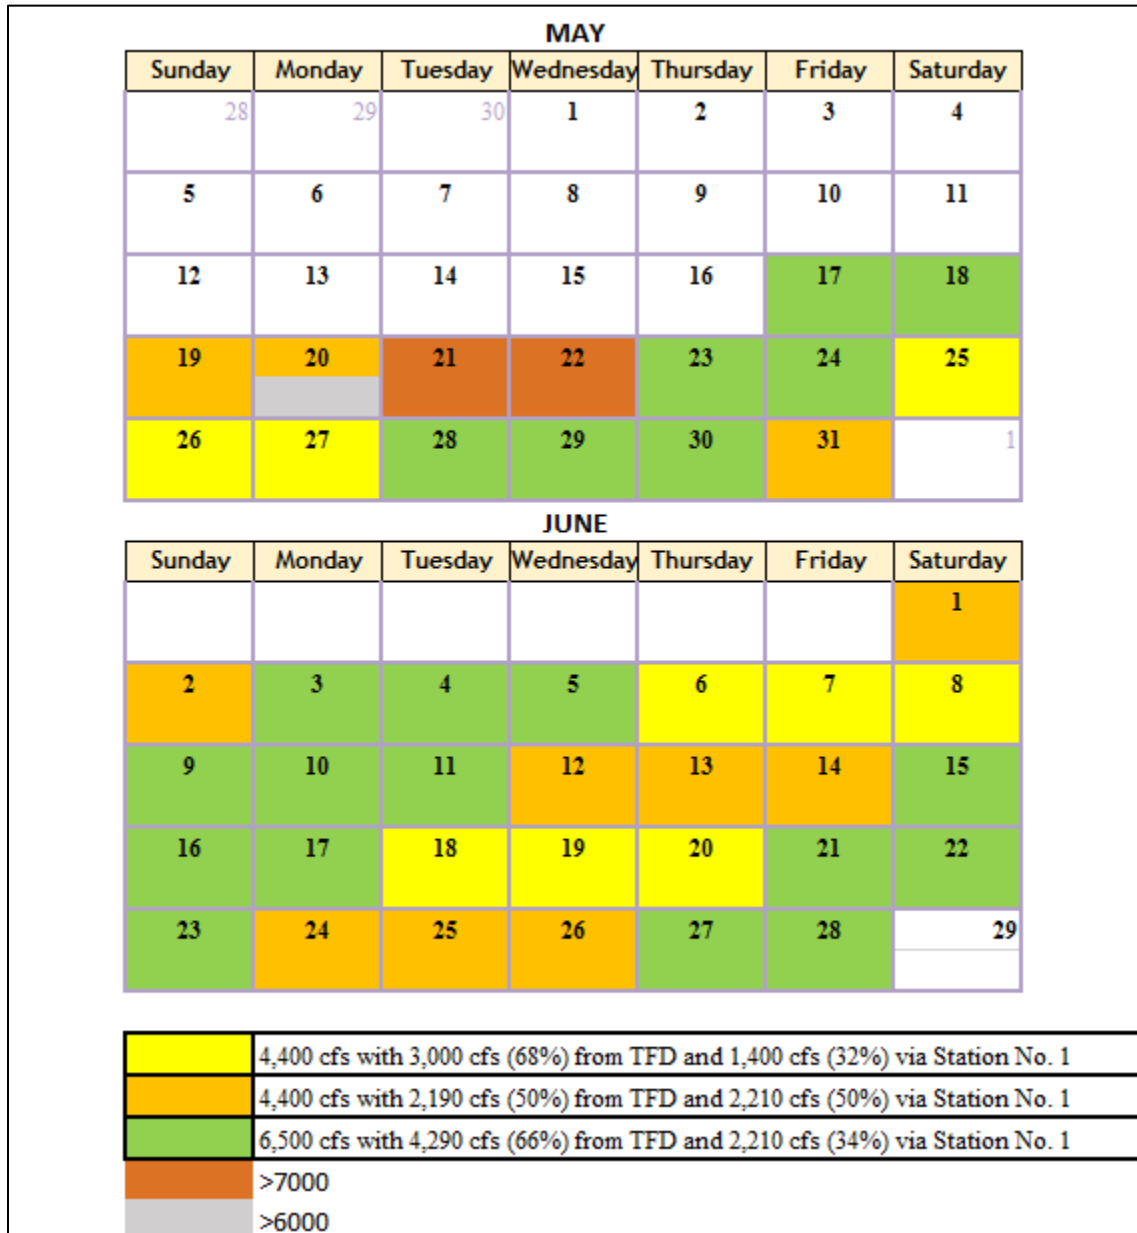 MAY
Sunday Monday Tuesday Wednesday Thursday Friday Saturday
28 29 30 1 2 3 4
5 6 7 8 9 10 11
12 13 14 15 16 17 18
19 20 21 22 23 24 25
26 27 28 29 30 31 1
JUNE
Sunday Monday Tuesday Wednesday Thursday Friday Saturday
1
2 3 4 5 6 7 8
9 10 11 12 13 14 15
16 17 18 19 20 21 22
23 24 25 26 27 28 29
4,400 cfs with 3,000 cfs (68%) from TFD and 1,400 cfs (32%) via Station No. 1
4,400 cfs with 2,190 cfs (50%) from TFD and 2,210 cfs (50%) via Station No. 1
6,500 cfs with 4,290 cfs (66%) from TFD and 2,210 cfs (34%) via Station No. 1
>7000
>6000